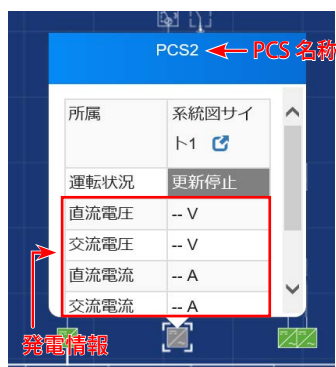 PCS2 PCS 名称
所属 系統図サイ
ト1
運転状況 更新停止
直流電圧 -- V
交流電圧 -- V
直流電流 -- A
交流電流 -- A
発電情報